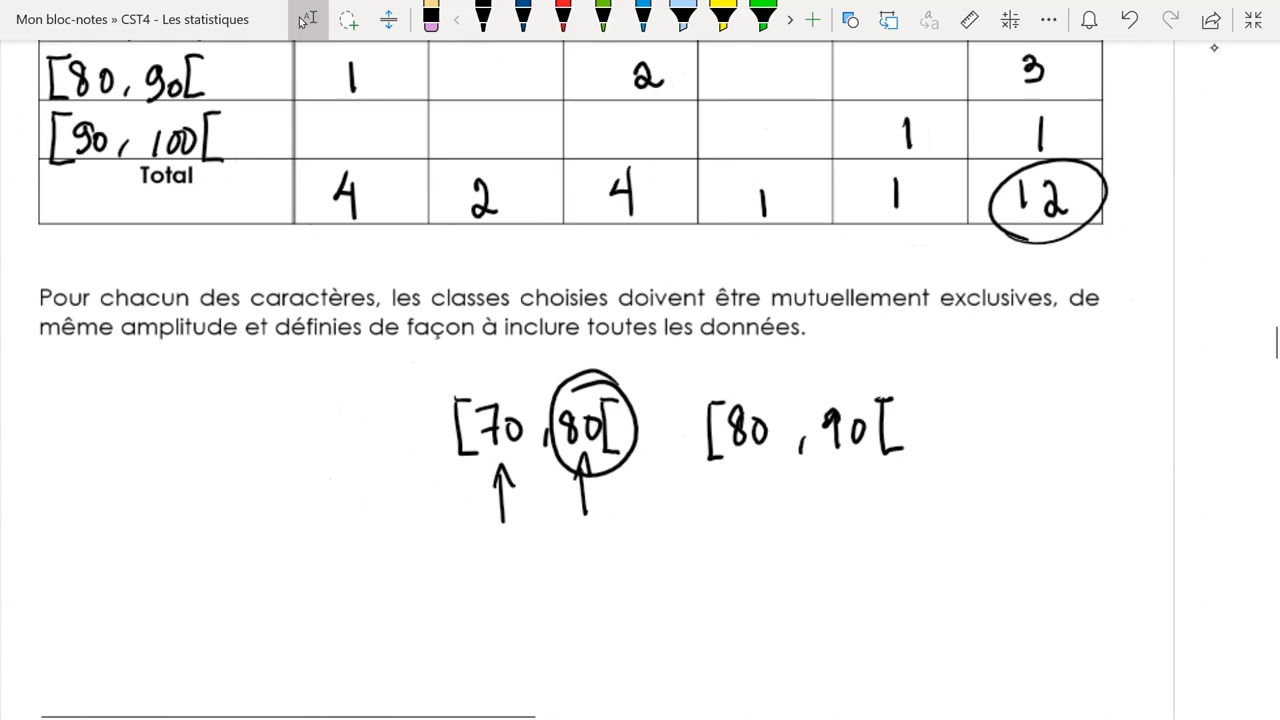 Mon bloc-notes » CST4 - Les statistiques
[80, 90[ 1 2 3
[90, 100[ 1 1
Total 4 2 4 1 1 12
Pour chacun des caractères, les classes choisies doivent être mutuellement exclusives, de
même amplitude et définies de façon à inclure toutes les données.
[70, 80[ [80, 90[